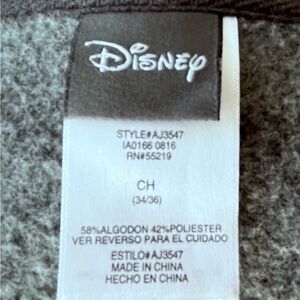 Disney
STYLE#AJ3547
IA0166 0816
RN#55219
CH
(34/36)
58%ALGODON 42%POLIESTER
VER REVERSO PARA EL CUIDADO
ESTILO#AJ3547
MADE IN CHINA
HECHO EN CHINA